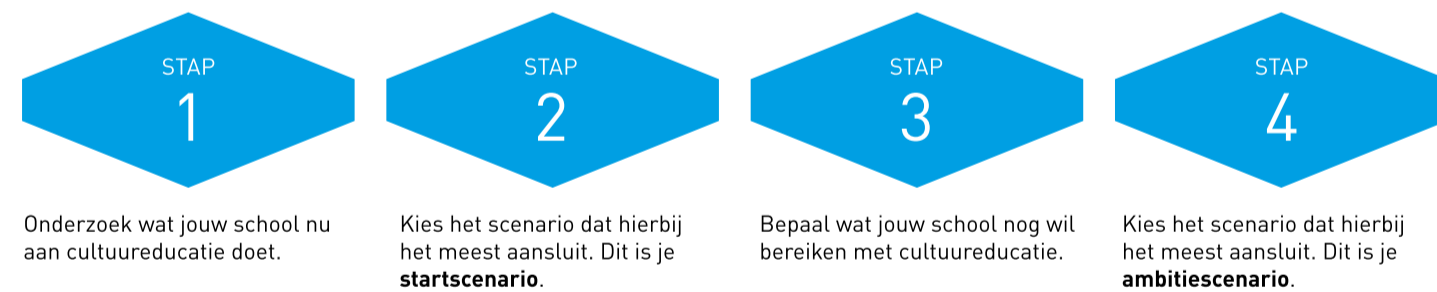 STAP
1
Onderzoek wat jouw school nu
aan cultuureducatie doet.
STAP
2
Kies het scenario dat hierbij
het meest aansluit. Dit is je
startscenario.
STAP
3
Bepaal wat jouw school nog wil
bereiken met cultuureducatie.
STAP
4
Kies het scenario dat hierbij
het meest aansluit. Dit is je
ambitiescenario.